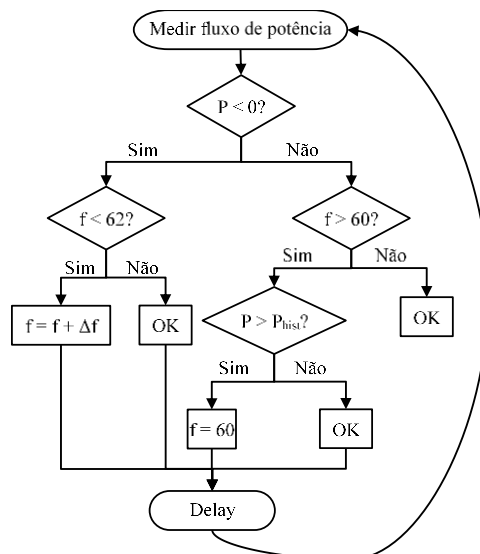 Medir fluxo de potência
P < 0?
Sim
Não
f < 62?
f > 60?
Sim
Não
Sim
Não
f = f + Δf
OK
P > Phist?
OK
Sim
Não
f = 60
OK
Delay